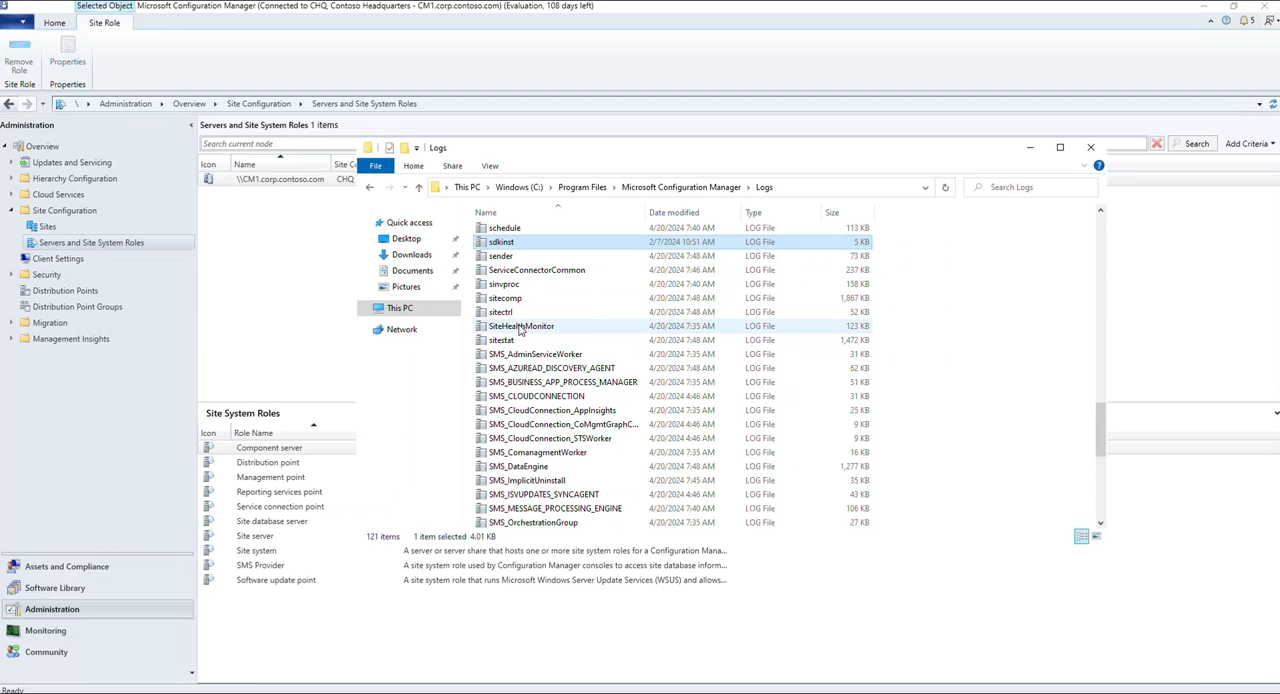 Selected Object Microsoft Configuration Manager (Connected to CHQ, Contoso Headquarters - CM1.corp.contoso.com) (Evaluation, 108 days left)
Home Site Role
5
Remove Role
Properties
Site Role Properties
\ Administration Overview Site Configuration Servers and Site System Roles
Administration
Overview
Updates and Servicing
Hierarchy Configuration
Cloud Services
Site Configuration
Sites
Servers and Site System Roles
Client Settings
Security
Distribution Points
Distribution Point Groups
Migration
Management Insights
Assets and Compliance
Software Library
Administration
Monitoring
Community
Ready
Servers and Site System Roles 1 items
Search current node
Search Add Criteria
Icon Name Site Co
\\CM1.corp.contoso.com CHQ
Logs
File Home Share View
This PC Windows (C:) Program Files Microsoft Configuration Manager Logs
Search Logs
Quick access
Desktop
Downloads
Documents
Pictures
This PC
Network
Name Date modified Type Size
schedule 4/20/2024 7:40 AM LOG File 113 KB
sdkinst 2/7/2024 10:51 AM LOG File 5 KB
sender 4/20/2024 7:48 AM LOG File 73 KB
ServiceConnectorCommon 4/20/2024 7:46 AM LOG File 237 KB
sinvproc 4/20/2024 7:40 AM LOG File 158 KB
sitecomp 4/20/2024 7:48 AM LOG File 1,867 KB
sitectrl 4/20/2024 7:48 AM LOG File 52 KB
SiteHealthMonitor 4/20/2024 7:35 AM LOG File 123 KB
sitestat 4/20/2024 7:48 AM LOG File 1,472 KB
SMS_AdminServiceWorker 4/20/2024 7:35 AM LOG File 31 KB
SMS_AZUREAD_DISCOVERY_AGENT 4/20/2024 7:48 AM LOG File 62 KB
SMS_BUSINESS_APP_PROCESS_MANAGER 4/20/2024 7:35 AM LOG File 51 KB
SMS_CLOUDCONNECTION 4/20/2024 4:46 AM LOG File 31 KB
SMS_CloudConnection_AppInsights 4/20/2024 7:35 AM LOG File 25 KB
SMS_CloudConnection_CoMgmtGraphC... 4/20/2024 4:46 AM LOG File 9 KB
SMS_CloudConnection_STSWorker 4/20/2024 4:46 AM LOG File 9 KB
SMS_ComanagmentWorker 4/20/2024 7:35 AM LOG File 16 KB
SMS_DataEngine 4/20/2024 7:48 AM LOG File 1,277 KB
SMS_ImplicitUninstall 4/20/2024 7:45 AM LOG File 35 KB
SMS_ISVUPDATES_SYNCAGENT 4/20/2024 4:46 AM LOG File 43 KB
SMS_MESSAGE_PROCESSING_ENGINE 4/20/2024 7:35 AM LOG File 106 KB
SMS_OrchestrationGroup 4/20/2024 7:35 AM LOG File 27 KB
121 items 1 item selected 4.01 KB
Site System Roles
Icon Role Name
Component server
Distribution point
Management point
Reporting services point
Service connection point
Site database server
Site server
Site system A server or server share that hosts one or more site system roles for a Configuration Mana...
SMS Provider A site system role used by Configuration Manager consoles to access site database inform...
Software update point A site system role that runs Microsoft Windows Server Update Services (WSUS) and allows...